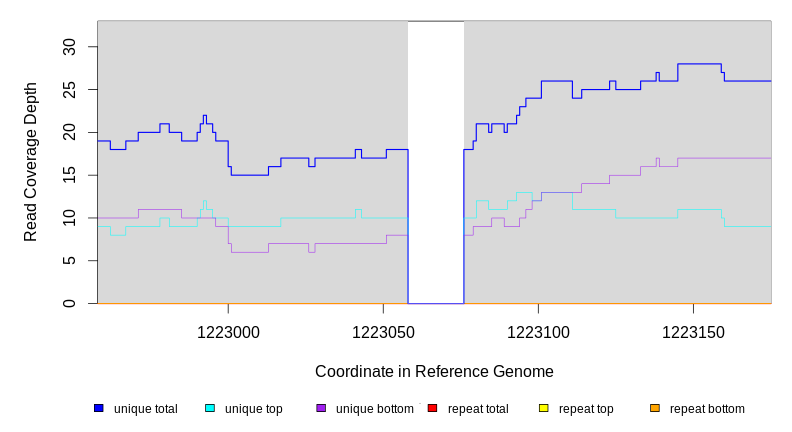 Read Coverage Depth
30
25
20
15
10
5
0
1223000 1223050 1223100 1223150
Coordinate in Reference Genome
unique total unique top unique bottom repeat total repeat top repeat bottom